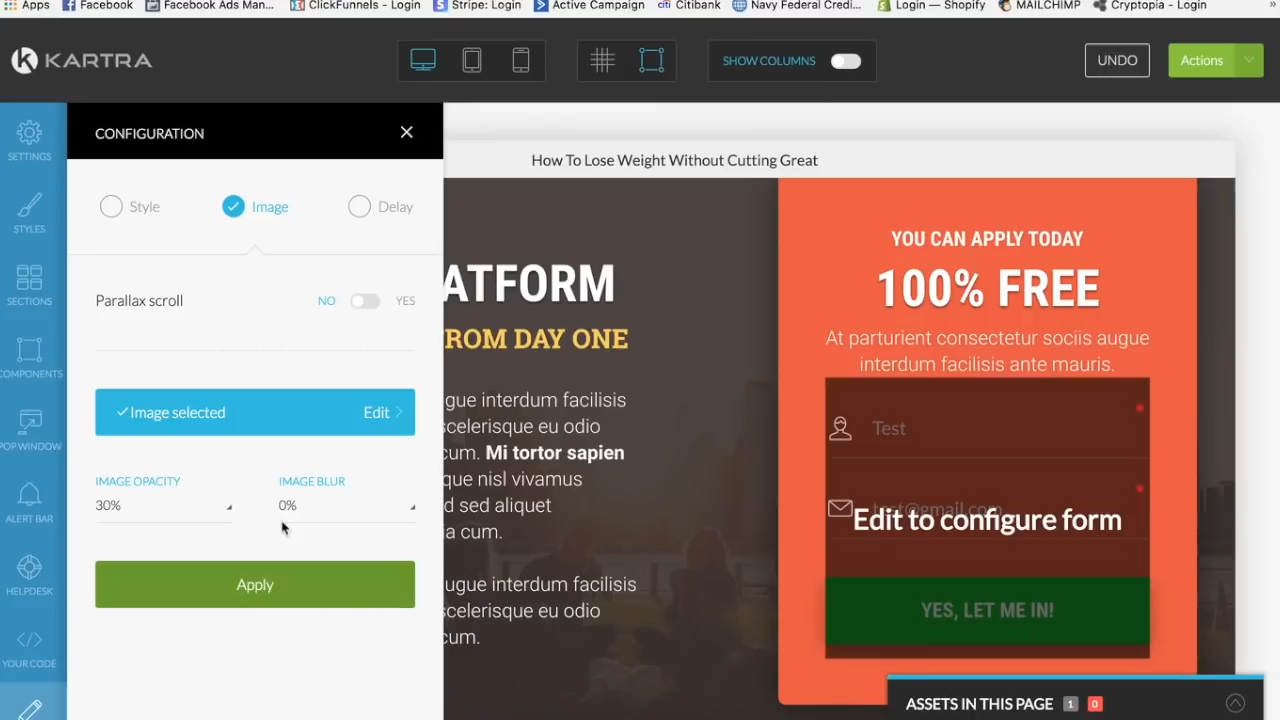 Apps Facebook Facebook Ads Man... ClickFunnels - Login Stripe: Login Active Campaign citi Citibank Navy Federal Credi... Login — Shopify MAILCHIMP Cryptopia - Login »
KARTRA
SHOW COLUMNS
UNDO
Actions
SETTINGS
STYLES
SECTIONS
COMPONENTS
POP WINDOW
ALERT BAR
HELPDESK
YOUR CODE
CONFIGURATION
Style Image Delay
Parallax scroll NO YES
Image selected Edit
IMAGE OPACITY IMAGE BLUR
30% 0%
Apply
How To Lose Weight Without Cutting Great
ATFORM
ROM DAY ONE
gue interdum facilisis
scelerisque eu odio
cum. Mi tortor sapien
que nisl vivamus
d sed aliquet
ia cum.
augue interdum facilisis
scelerisque eu odio
cum.
YOU CAN APPLY TODAY
100% FREE
At parturient consectetur sociis augue
interdum facilisis ante mauris.
Test
test@gmail.com
Edit to configure form
YES, LET ME IN!
ASSETS IN THIS PAGE 1 0